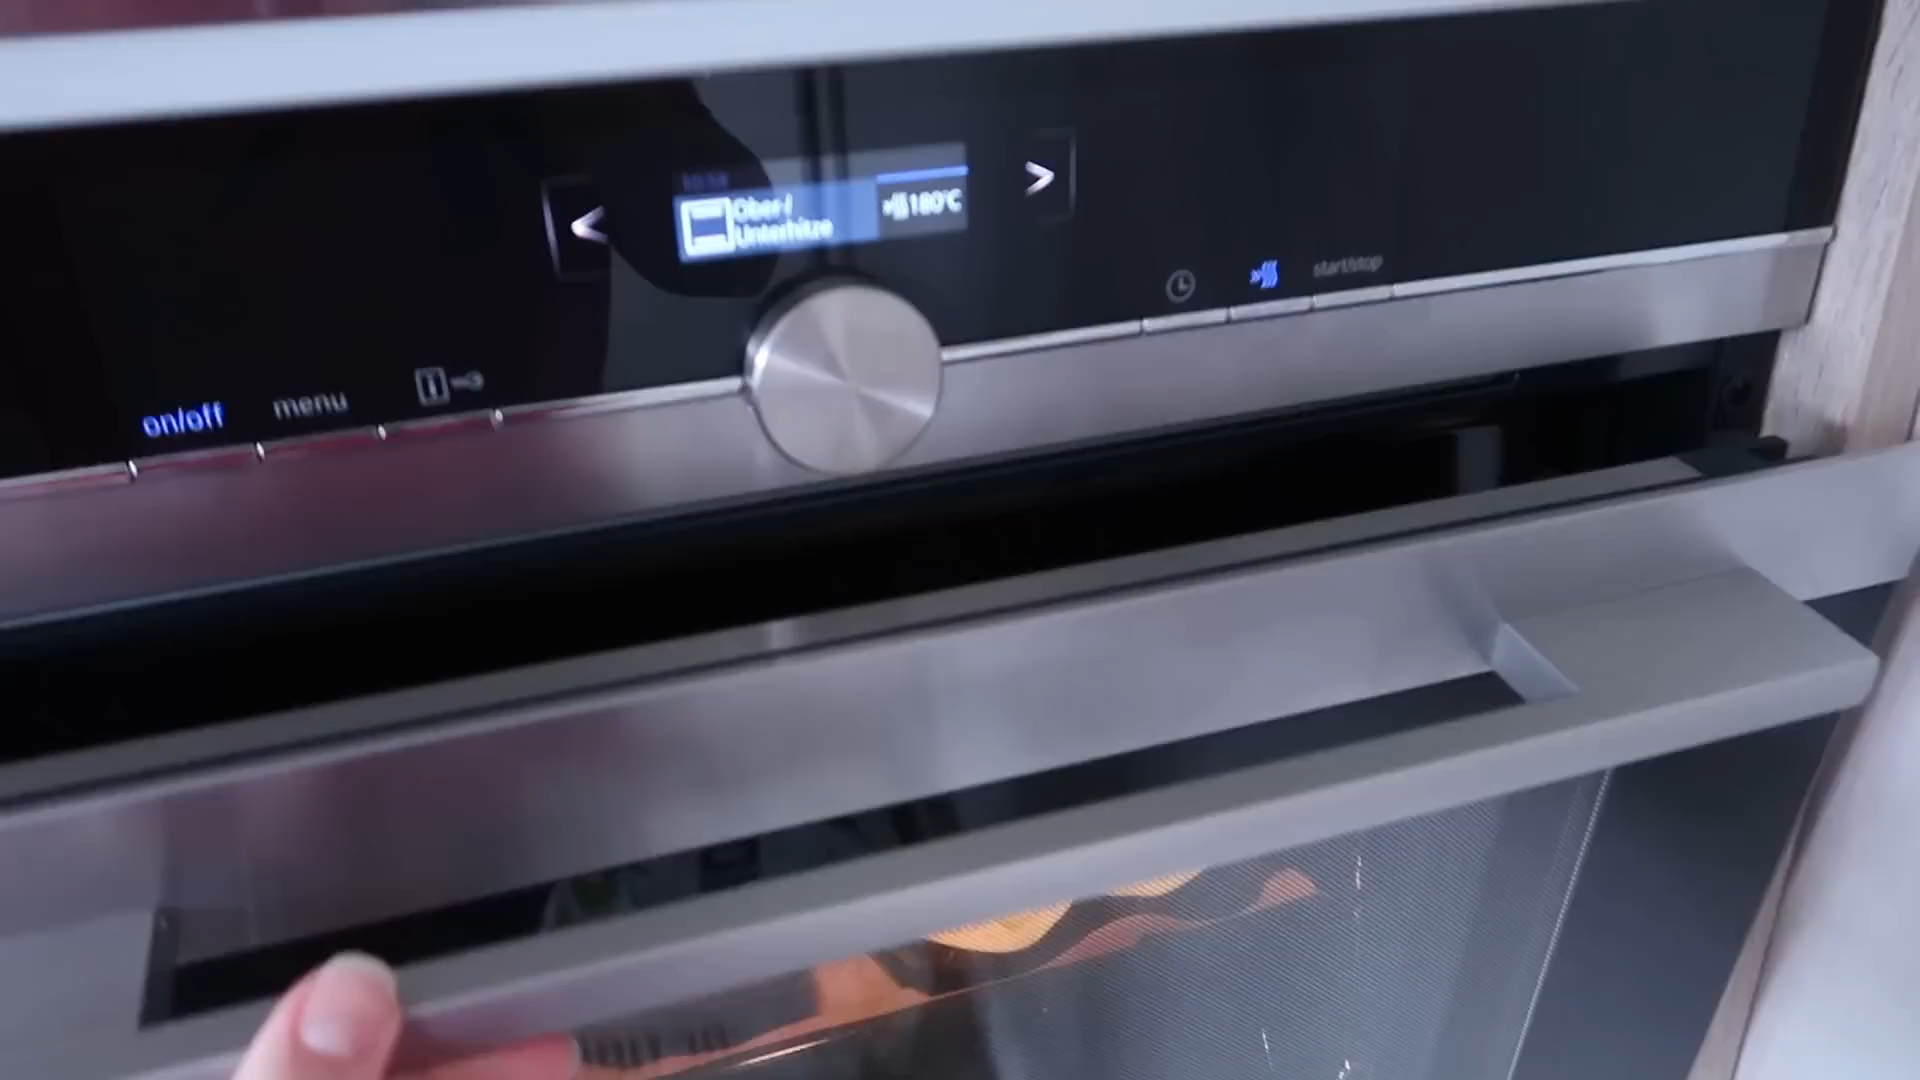 Ober-/
Unterhitze
180°C
start/stop
on/off
menu